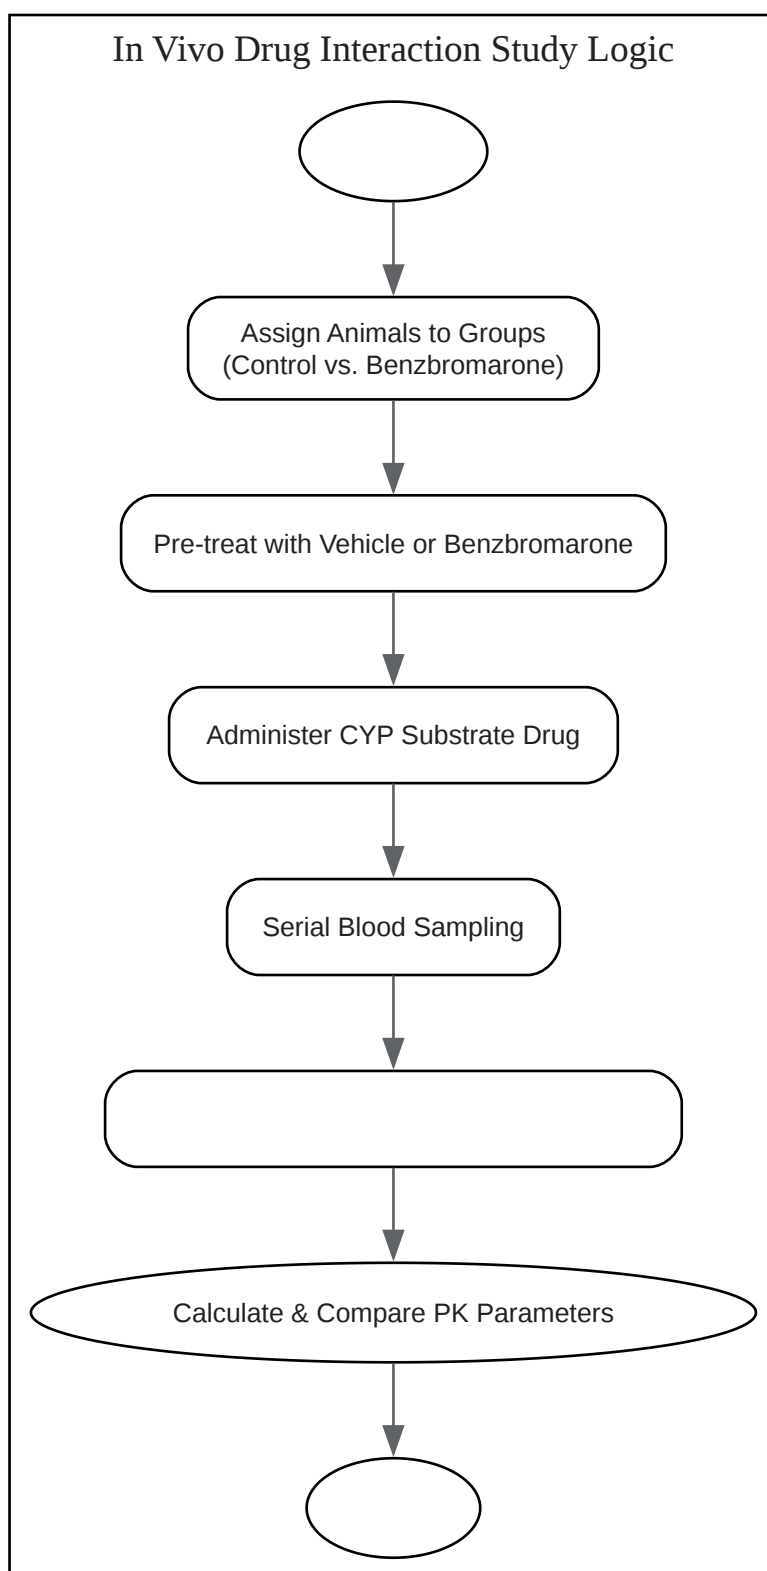 In Vivo Drug Interaction Study Logic
Assign Animals to Groups
(Control vs. Benzbromarone)
Pre-treat with Vehicle or Benzbromarone
Administer CYP Substrate Drug
Serial Blood Sampling
Calculate & Compare PK Parameters